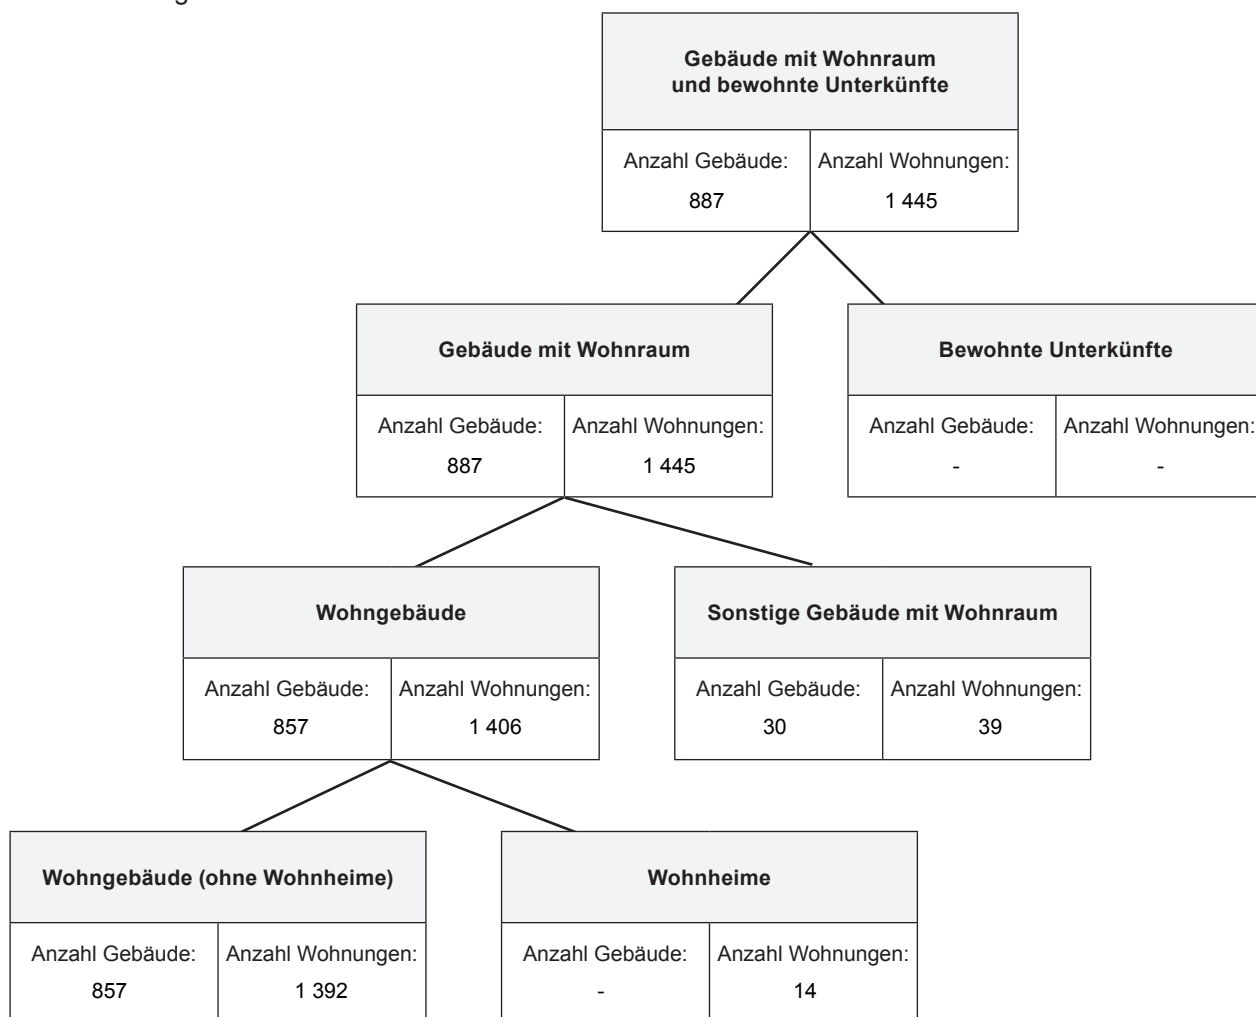 Gebäude mit Wohnraum
und bewohnte Unterkünfte
Anzahl Gebäude: Anzahl Wohnungen:
887 1 445
Gebäude mit Wohnraum
Anzahl Gebäude: Anzahl Wohnungen:
887 1 445
Bewohnte Unterkünfte
Anzahl Gebäude: Anzahl Wohnungen:
- -
Wohngebäude
Anzahl Gebäude: Anzahl Wohnungen:
857 1 406
Sonstige Gebäude mit Wohnraum
Anzahl Gebäude: Anzahl Wohnungen:
30 39
Wohngebäude (ohne Wohnheime)
Anzahl Gebäude: Anzahl Wohnungen:
857 1 392
Wohnheime
Anzahl Gebäude: Anzahl Wohnungen:
- 14